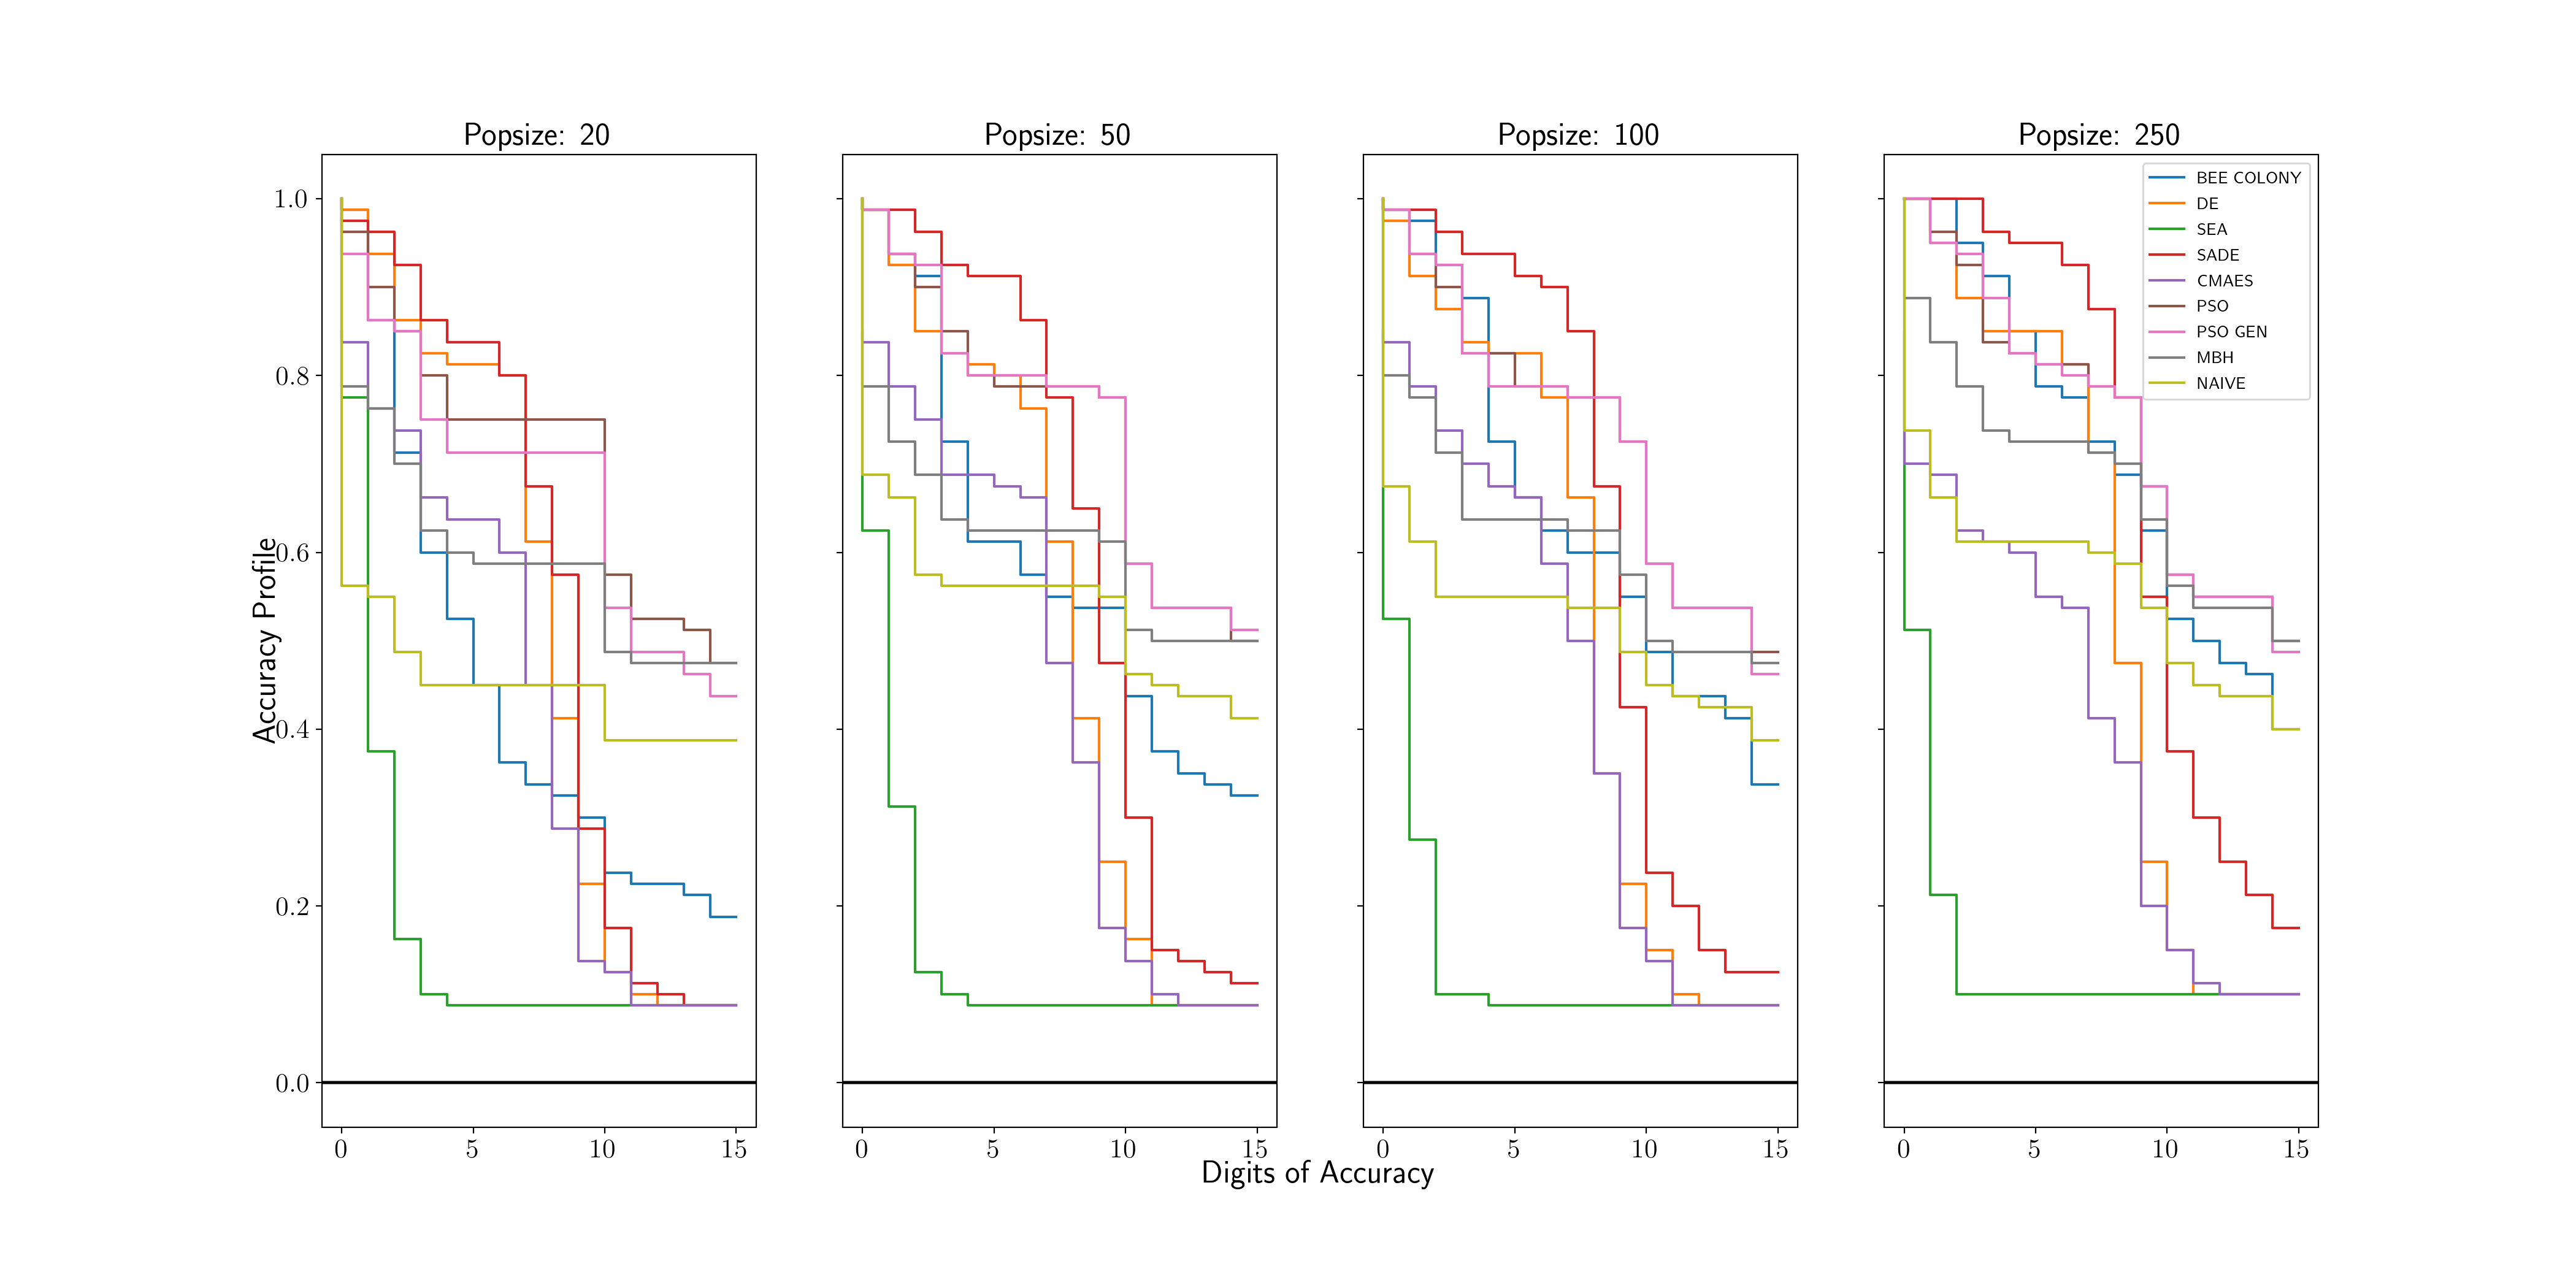 Popsize: 20
Popsize: 50
Popsize: 100
Popsize: 250
Accuracy Profile
1.0
0.8
0.6
0.4
0.2
0.0
BEE COLONY
DE
SEA
SADE
CMAES
PSO
PSO GEN
MBH
NAIVE
0 5 10 15
0 5 10 15
0 5 10 15
0 5 10 15
Digits of Accuracy